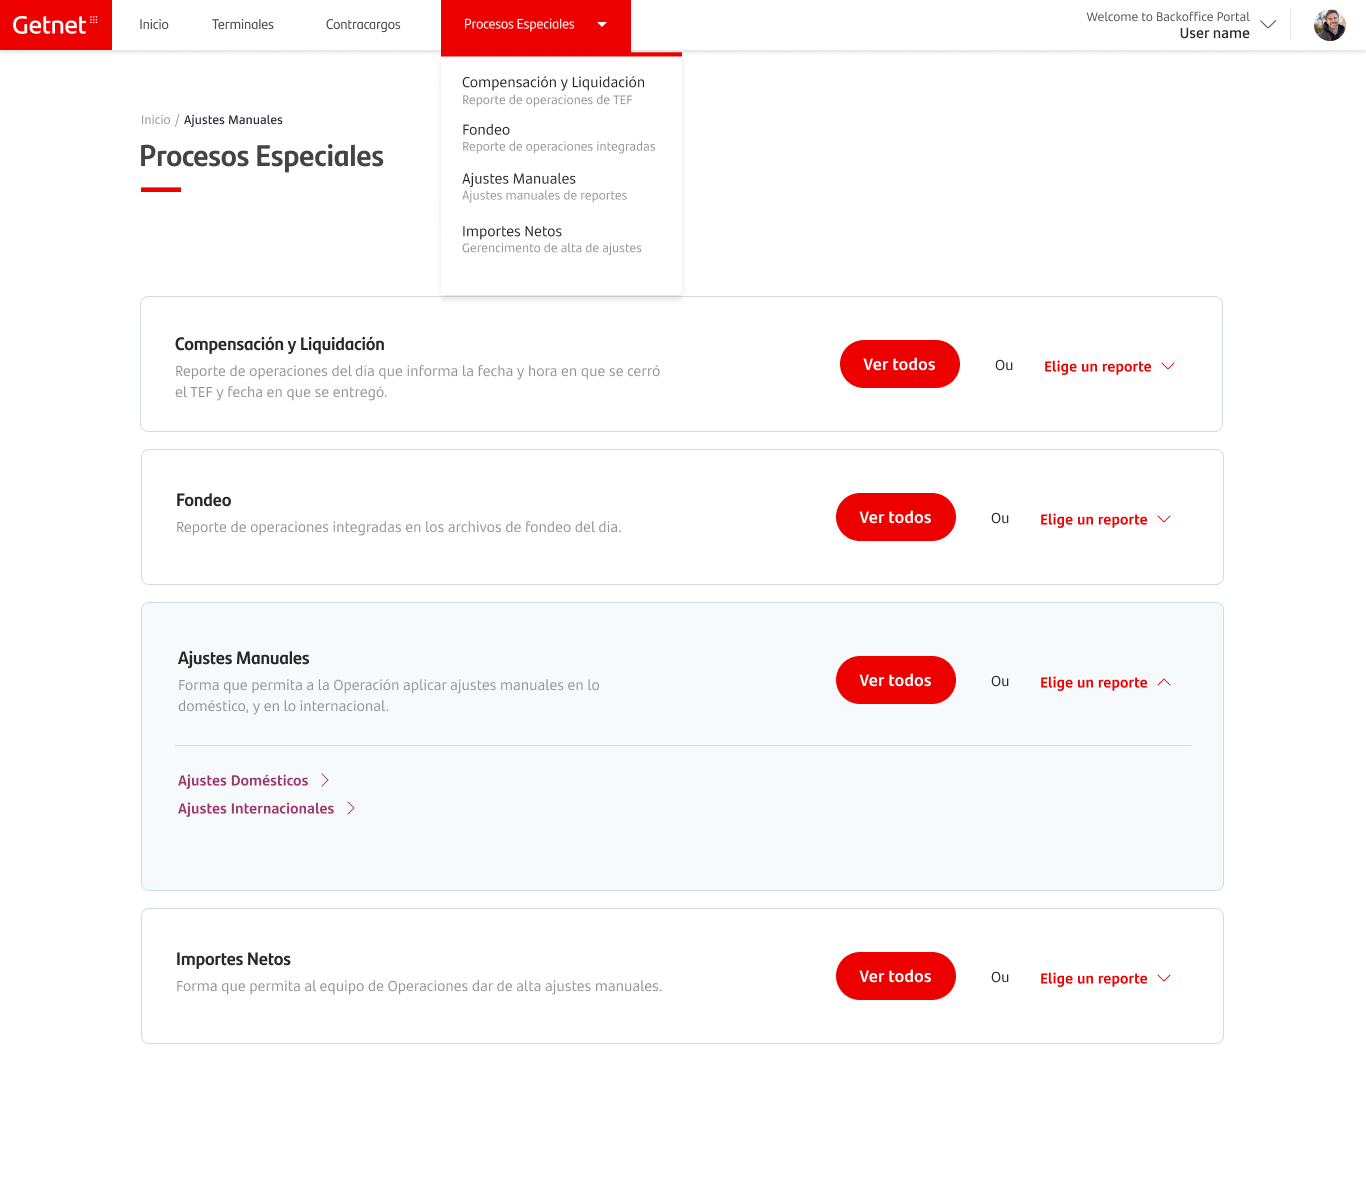 Getnet
Inicio
Terminales
Contracargos
Procesos Especiales
Welcome to Backoffice Portal
User name
Compensación y Liquidación
Reporte de operaciones de TEF
Fondeo
Reporte de operaciones integradas
Ajustes Manuales
Ajustes manuales de reportes
Importes Netos
Gerencimento de alta de ajustes
Inicio / Ajustes Manuales
Procesos Especiales
Compensación y Liquidación
Reporte de operaciones del día que informa la fecha y hora en que se cerró
el TEF y fecha en que se entregó.
Ver todos
Ou
Elige un reporte
Fondeo
Reporte de operaciones integradas en los archivos de fondeo del día.
Ver todos
Ou
Elige un reporte
Ajustes Manuales
Forma que permita a la Operación aplicar ajustes manuales en lo
doméstico, y en lo internacional.
Ver todos
Ou
Elige un reporte
Ajustes Domésticos
Ajustes Internacionales
Importes Netos
Forma que permita al equipo de Operaciones dar de alta ajustes manuales.
Ver todos
Ou
Elige un reporte